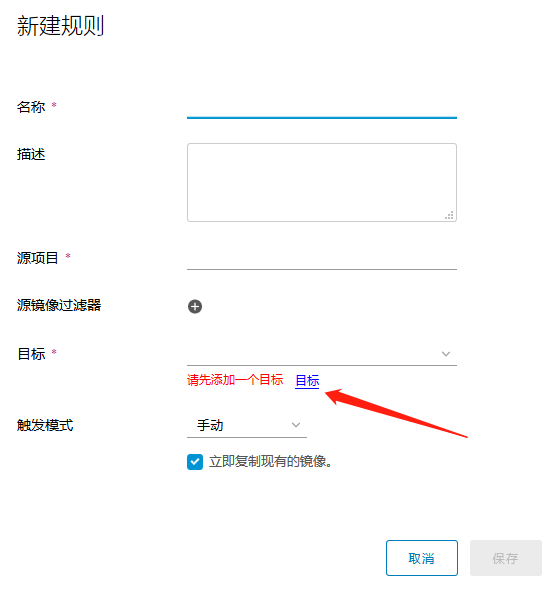 新建规则
名称 *
描述
源项目 *
源镜像过滤器
目标 *
请先添加一个目标 目标
触发模式 手动
立即复制现有的镜像。
取消 保存